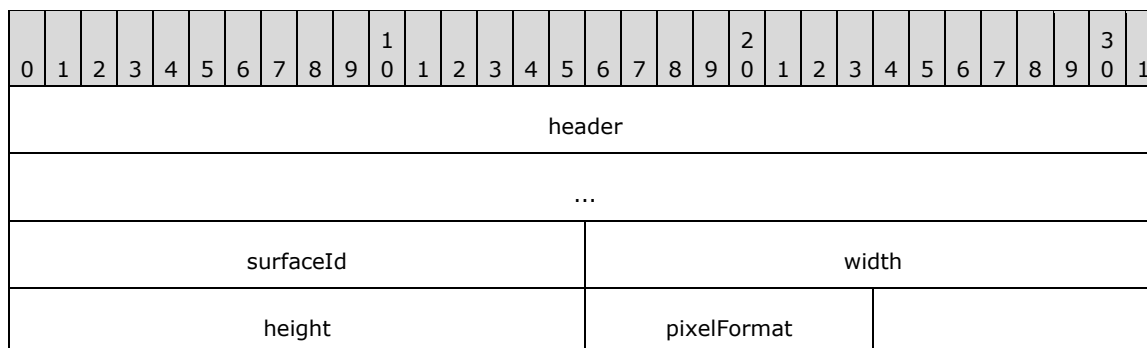 1 2 3
0 1 2 3 4 5 6 7 8 9 0 1 2 3 4 5 6 7 8 9 0 1 2 3 4 5 6 7 8 9 0 1
header
...
surfaceId width
height pixelFormat